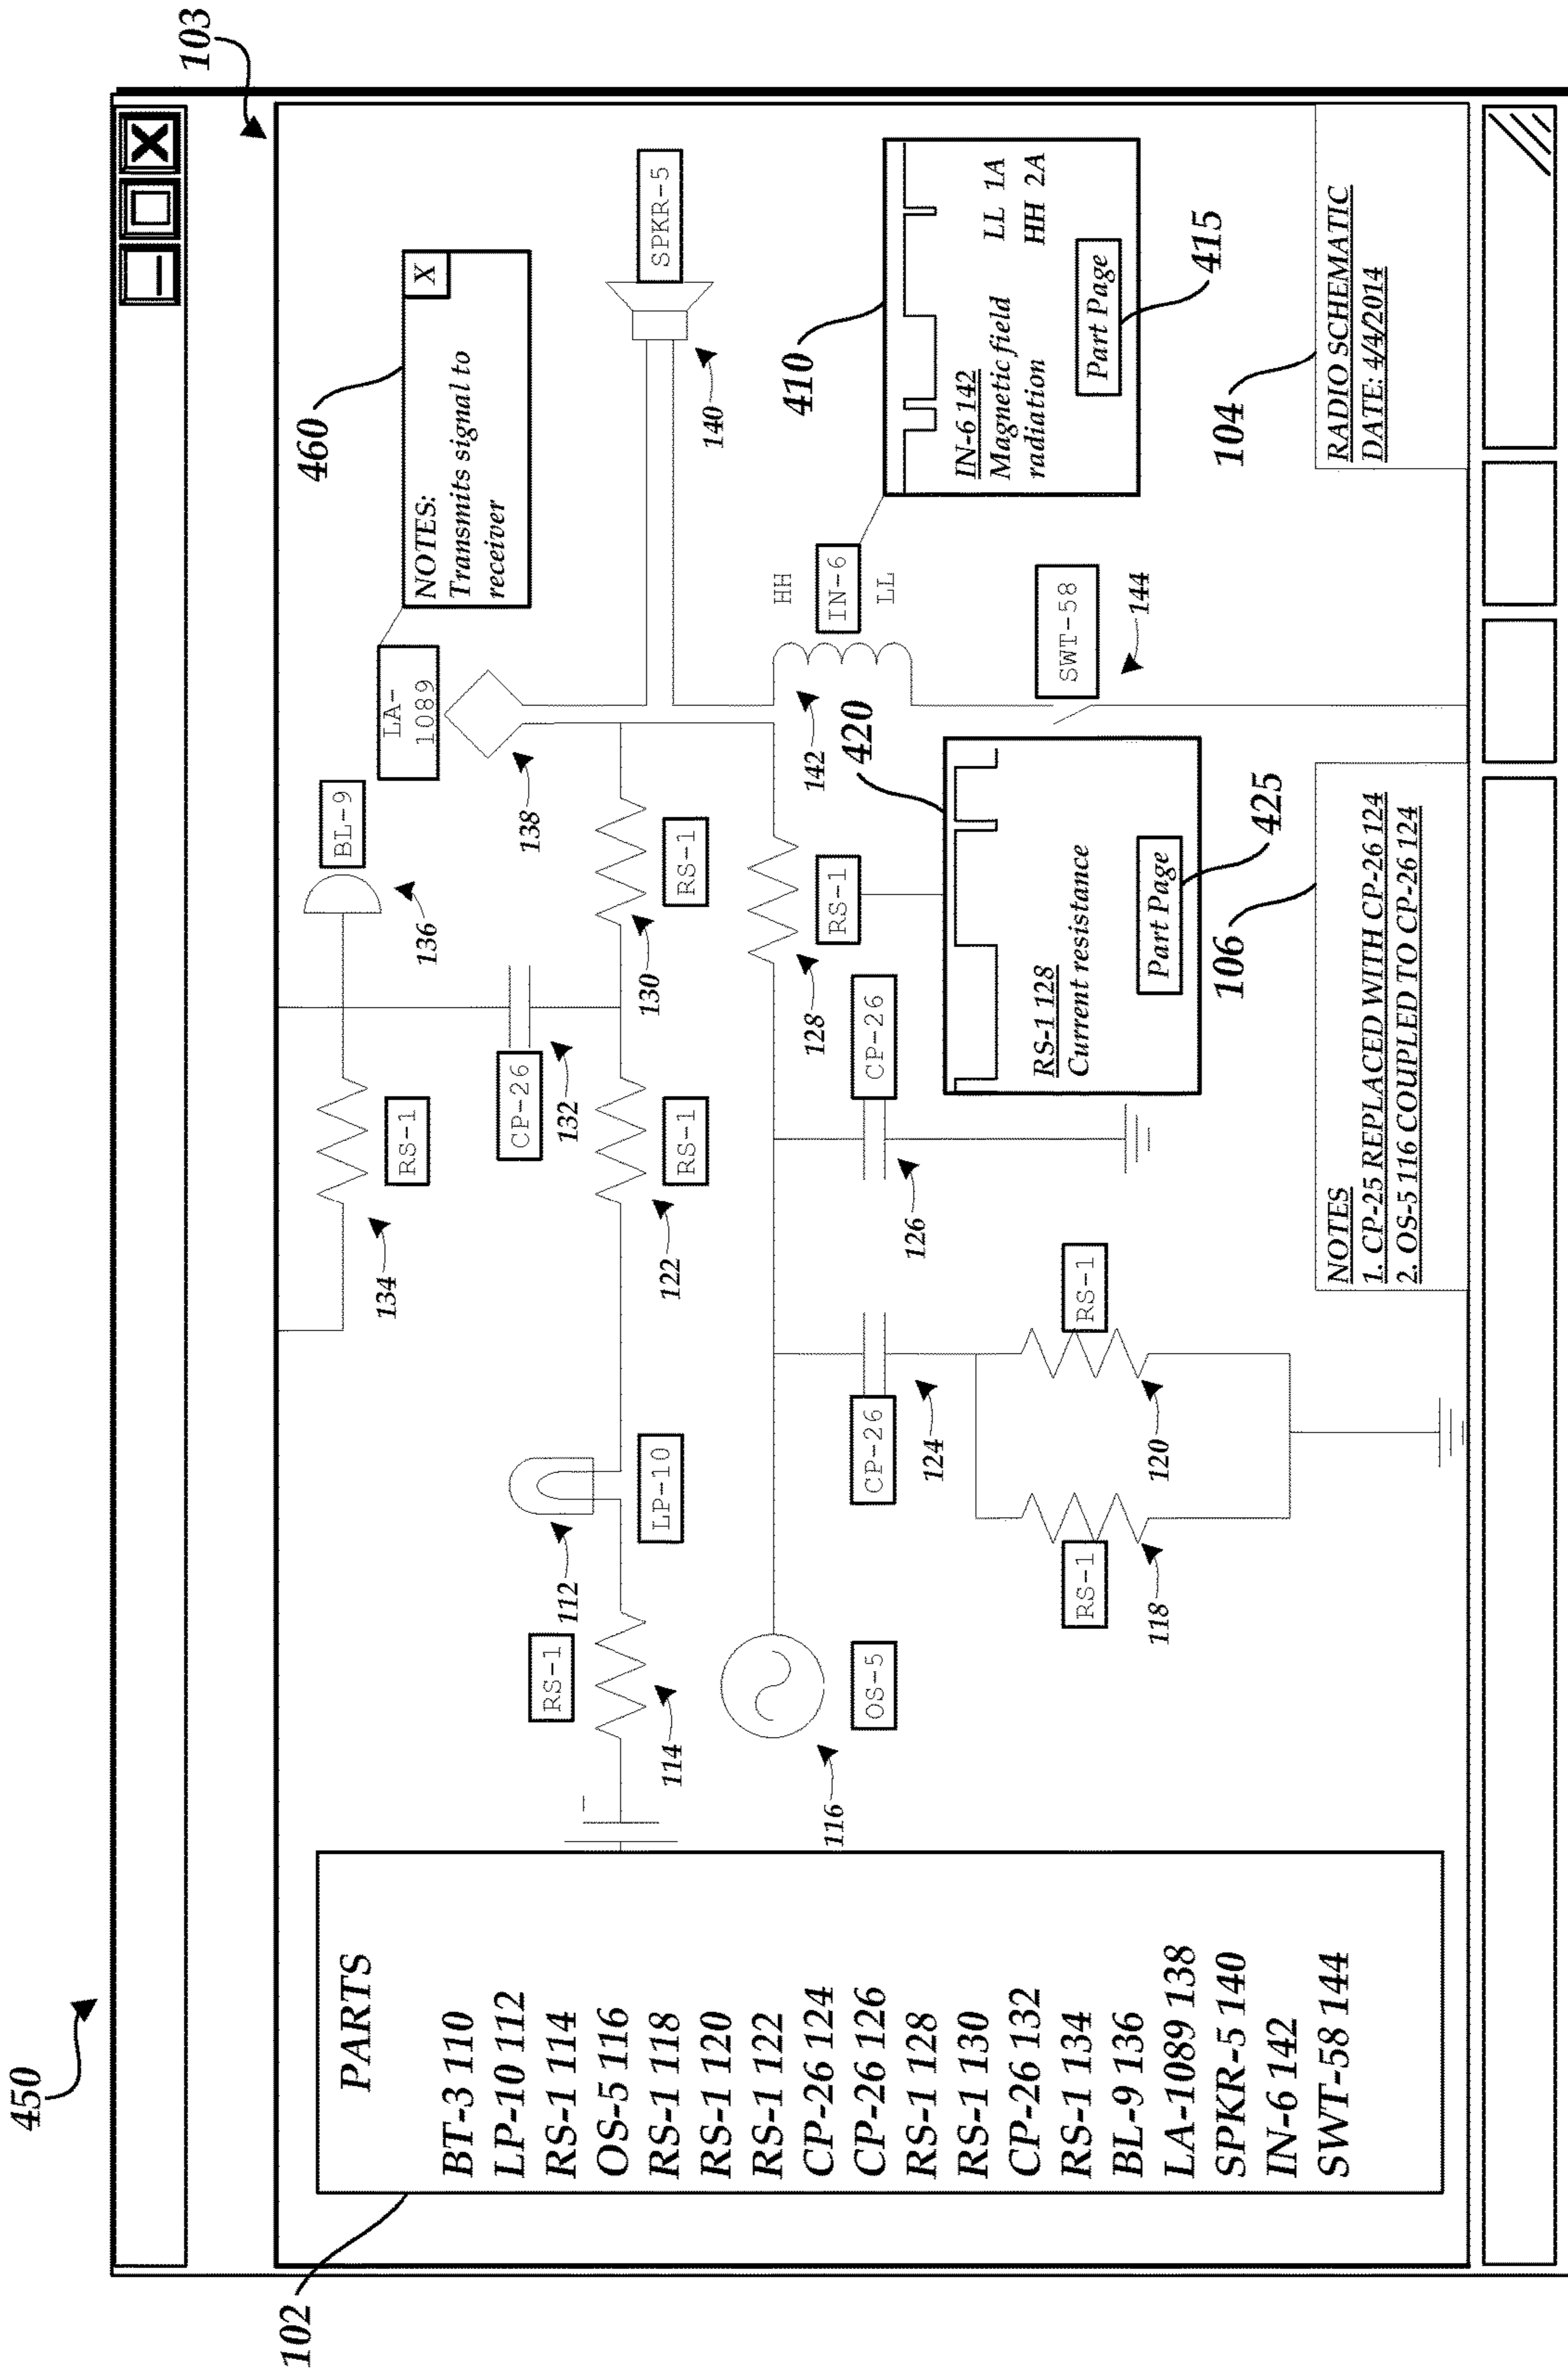 450
103
102
X
PARTS
BT-3 110
LP-10 112
RS-1 114
OS-5 116
RS-1 118
RS-1 120
RS-1 122
CP-26 124
CP-26 126
RS-1 128
RS-1 130
CP-26 132
RS-1 134
BL-9 136
LA-1089 138
SPKR-5 140
IN-6 142
SWT-58 144
134
RS-1
BL-9
136
LA-
1089
138
460
NOTES:
Transmits signal to
receiver
X
RS-1
114
112
LP-10
RS-1
122
CP-26
132
130
RS-1
SPKR-5
140
116
OS-5
CP-26
124
126
CP-26
128
RS-1
142
HH
IN-6
LL
410
IN-6 142
Magnetic field
radiation
LL 1A
HH 2A
Part Page
415
420
RS-1 128
Current resistance
Part Page
425
SWT-58
144
RS-1
118
120
RS-1
106
NOTES
1. CP-25 REPLACED WITH CP-26 124
2. OS-5 116 COUPLED TO CP-26 124
104
RADIO SCHEMATIC
DATE: 4/4/2014